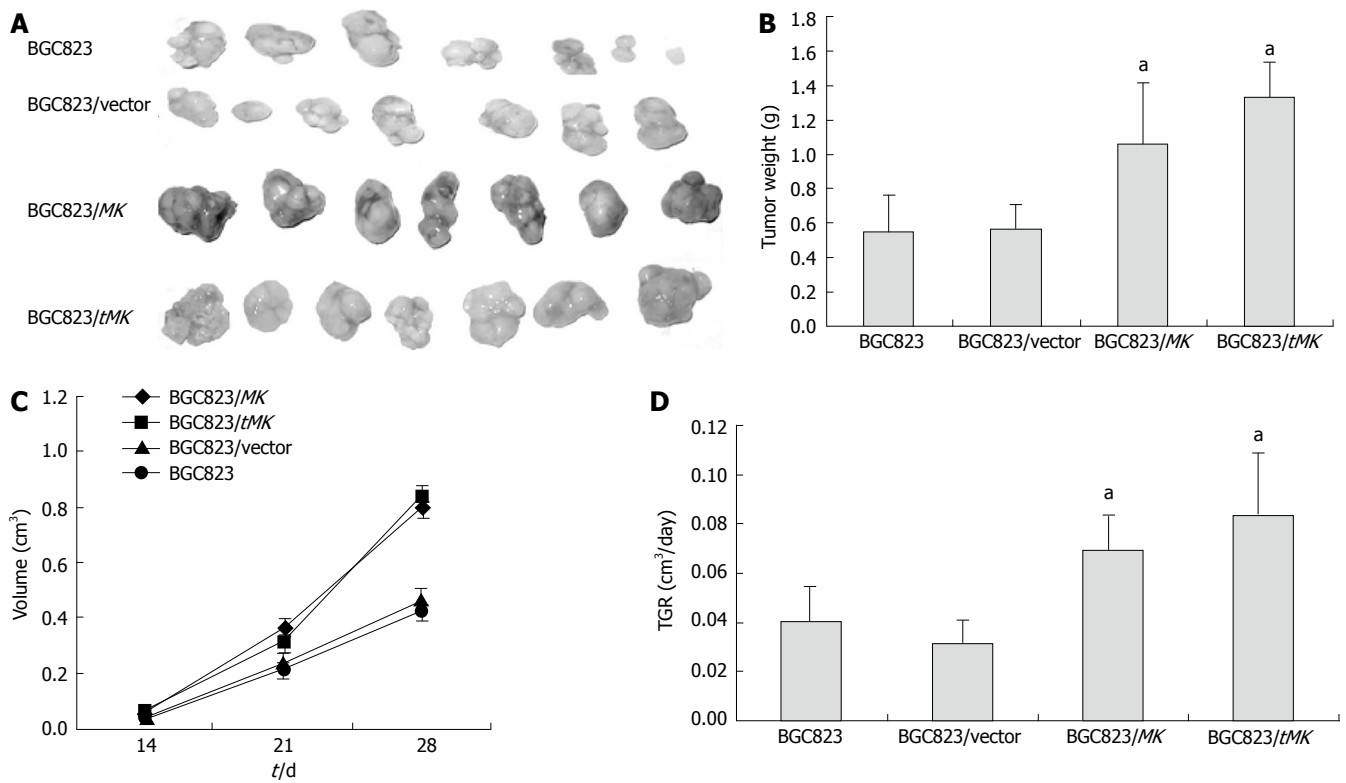 A
BGC823
BGC823/vector
BGC823/MK
BGC823/tMK
B
Tumor weight (g)
1.8
1.6
1.4
1.2
1.0
0.8
0.6
0.4
0.2
0.0
a
a
BGC823
BGC823/vector
BGC823/MK
BGC823/tMK
C
Volume (cm³)
1.2
1.0
0.8
0.6
0.4
0.2
0.0
BGC823/MK
BGC823/tMK
BGC823/vector
BGC823
14
21
28
t/d
D
TGR (cm³/day)
0.12
0.10
0.08
0.06
0.04
0.02
0.00
a
a
BGC823
BGC823/vector
BGC823/MK
BGC823/tMK